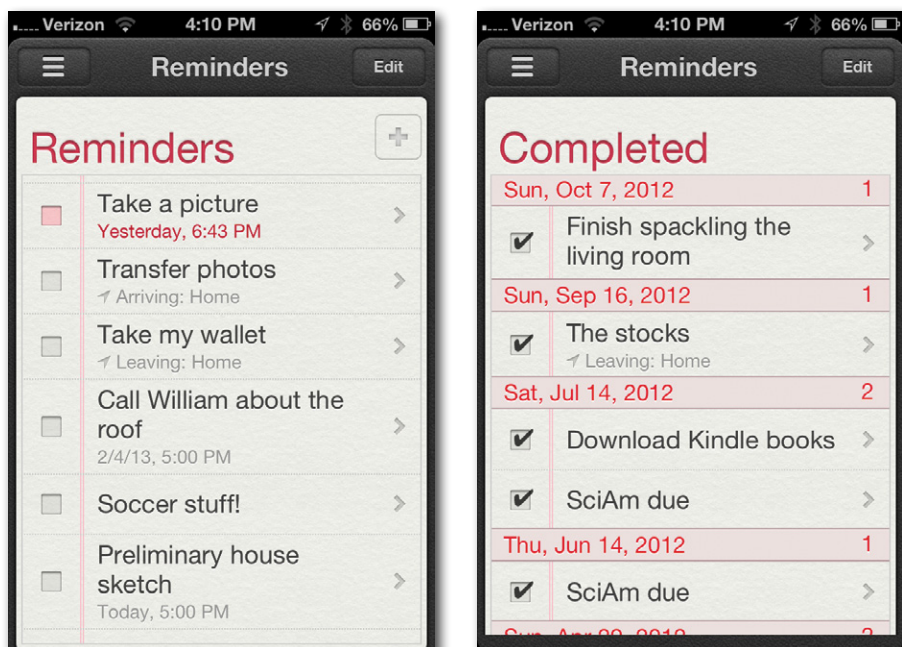 Verizon 4:10 PM 66%
Reminders Edit
Reminders
Take a picture
Yesterday, 6:43 PM
Transfer photos
Arriving: Home
Take my wallet
Leaving: Home
Call William about the
roof
2/4/13, 5:00 PM
Soccer stuff!
Preliminary house
sketch
Today, 5:00 PM
Verizon 4:10 PM 66%
Reminders Edit
Completed
Sun, Oct 7, 2012 1
Finish spackling the
living room
Sun, Sep 16, 2012 1
The stocks
Leaving: Home
Sat, Jul 14, 2012 2
Download Kindle books
SciAm due
Thu, Jun 14, 2012 1
SciAm due
Sun, Apr 2012 2